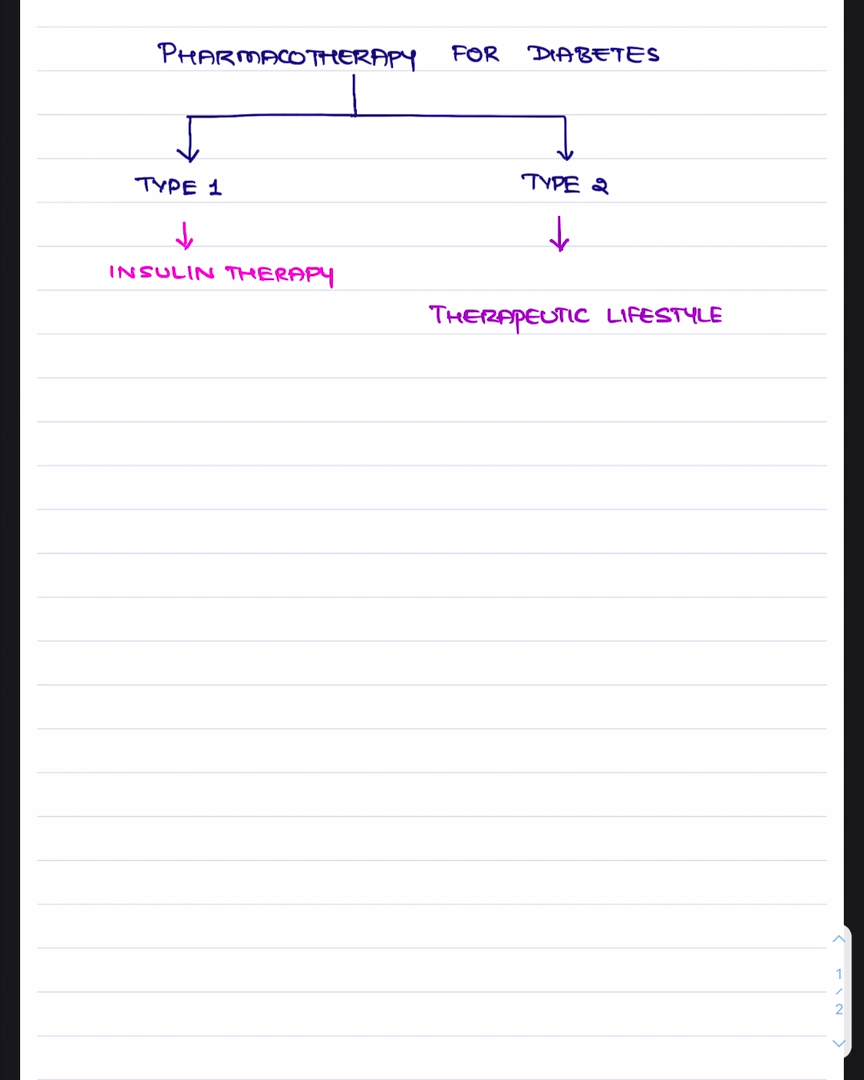 PHARMACOTHERAPY FOR DIABETES
TYPE 1
TYPE 2
INSULIN THERAPY
THERAPEUTIC LIFESTYLE
1
/
2